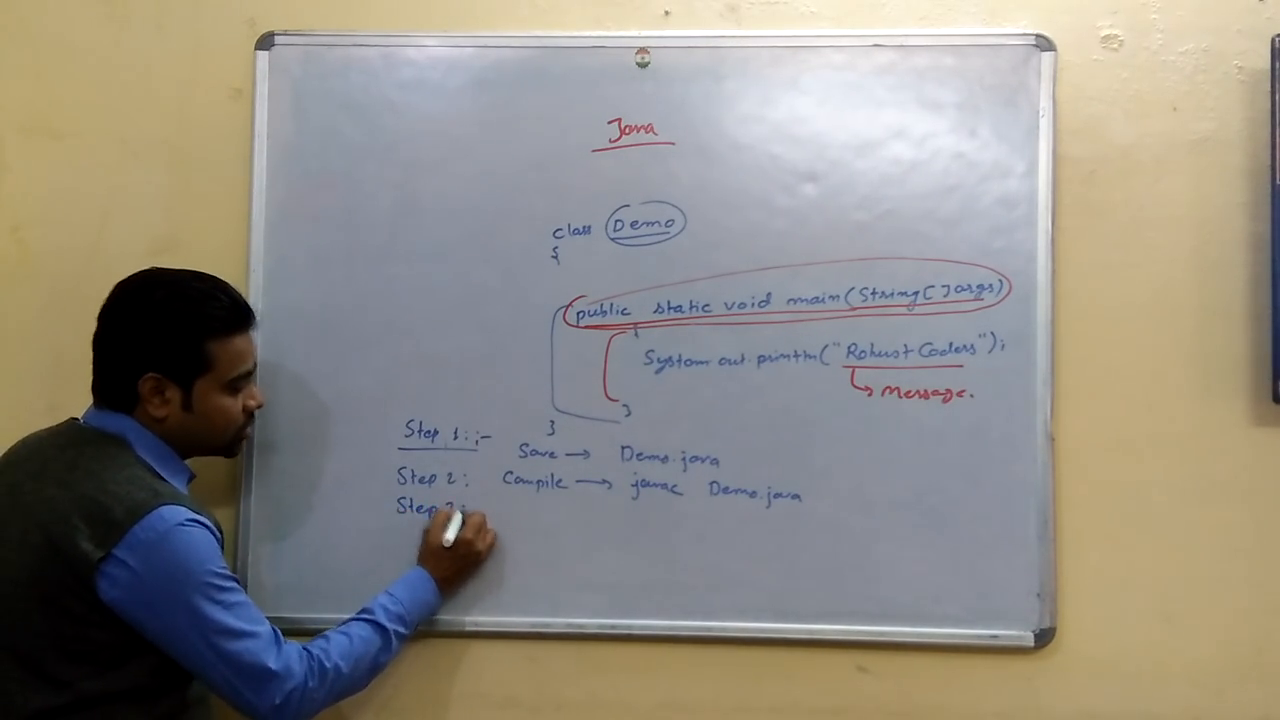 Java
class Demo
{
public static void main(String[]args)
{
System.out.println("Robust Coders");
Message.
}
}
Step 1:;-
Save → Demo.java
Step 2: Compile → javac Demo.java
Step 3: